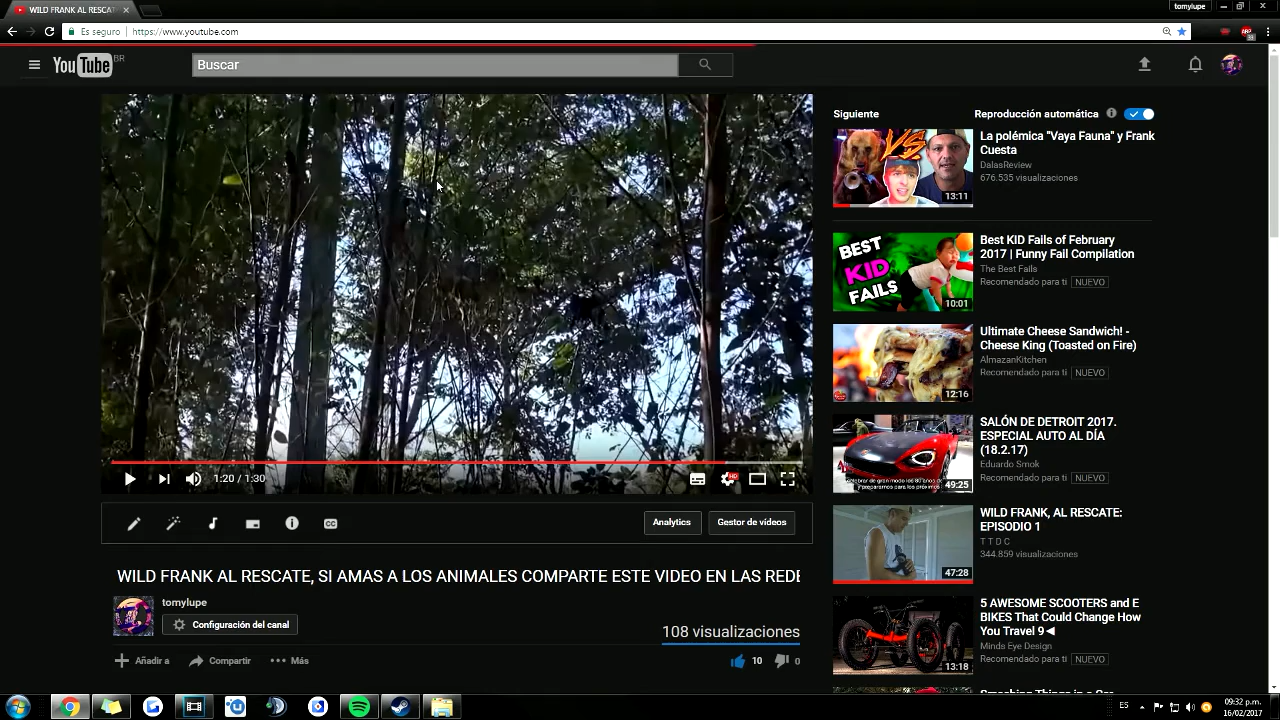 WILD FRANK AL RESCAT
tomylupe
Es seguro
https://www.youtube.com
YouTube BR
Buscar
Siguiente
Reproducción automática
La polémica "Vaya Fauna" y Frank
Cuesta
DalasReview
676.535 visualizaciones
VS
13:11
BEST
KID
FAILS
10:01
Best KID Fails of February
2017 | Funny Fail Compilation
The Best Fails
Recomendado para ti NUEVO
12:16
Ultimate Cheese Sandwich! -
Cheese King (Toasted on Fire)
AlmazanKitchen
Recomendado para ti NUEVO
49:25
SALÓN DE DETROIT 2017.
ESPECIAL AUTO AL DÍA
(18.2.17)
Eduardo Smok
Recomendado para ti NUEVO
47:28
WILD FRANK, AL RESCATE:
EPISODIO 1
T T D C
344.859 visualizaciones
13:18
5 AWESOME SCOOTERS and E
BIKES That Could Change How
You Travel 9◄
Minds Eye Design
Recomendado para ti NUEVO
1:20 / 1:30
HD
CC
Analytics
Gestor de vídeos
WILD FRANK AL RESCATE, SI AMAS A LOS ANIMALES COMPARTE ESTE VIDEO EN LAS REDE
tomylupe
Configuración del canal
108 visualizaciones
Añadir a
Compartir
Más
10
0
ES
09:32 p.m.
16/02/2017